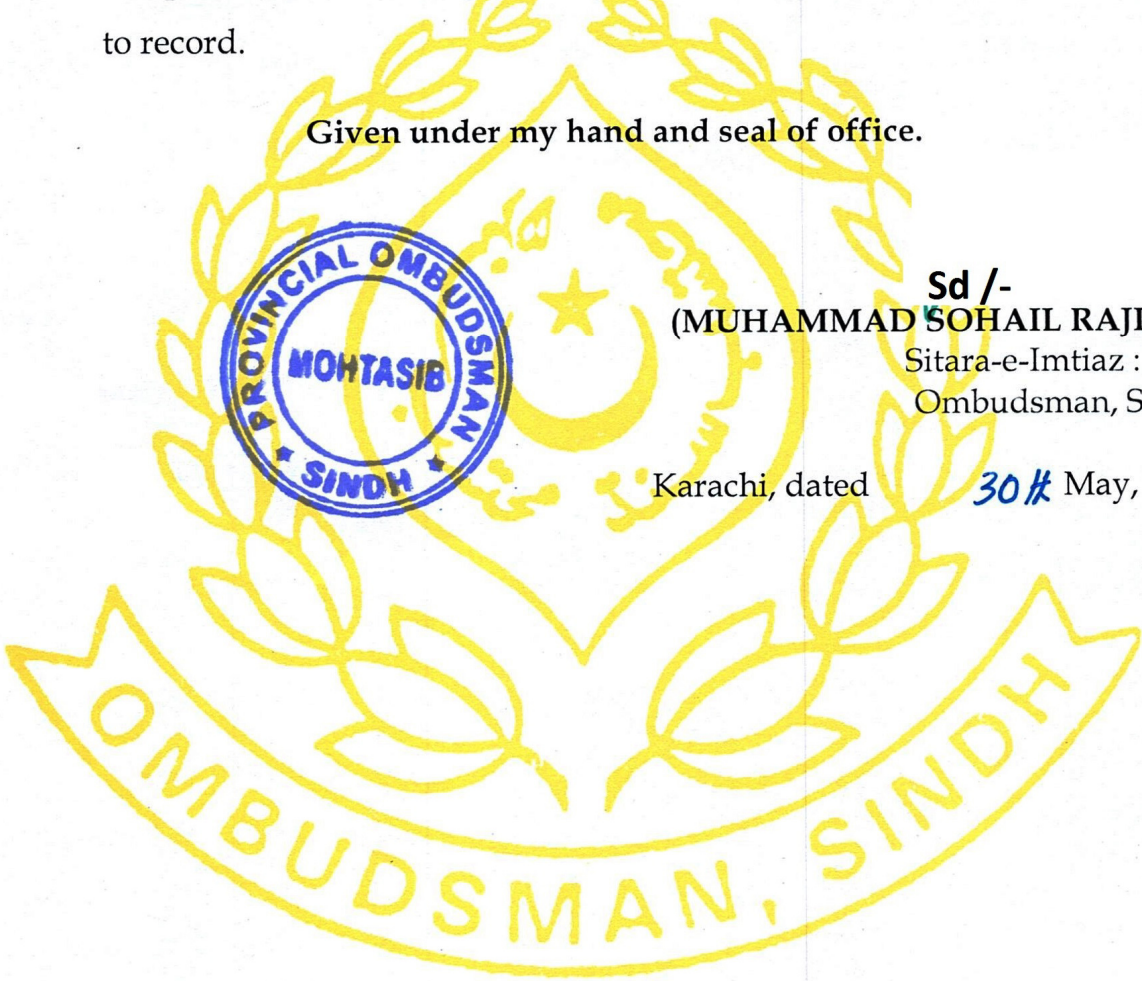 to record.
Given under my hand and seal of office.
PROVINCIAL OMBUDSMAN
MOHTASIB
SINDH
Sd /-
(MUHAMMAD SOHAIL RAJ
Sitara-e-Imtiaz :
Ombudsman, S
Karachi, dated 30th May,
OMBUDSMAN, SINDH